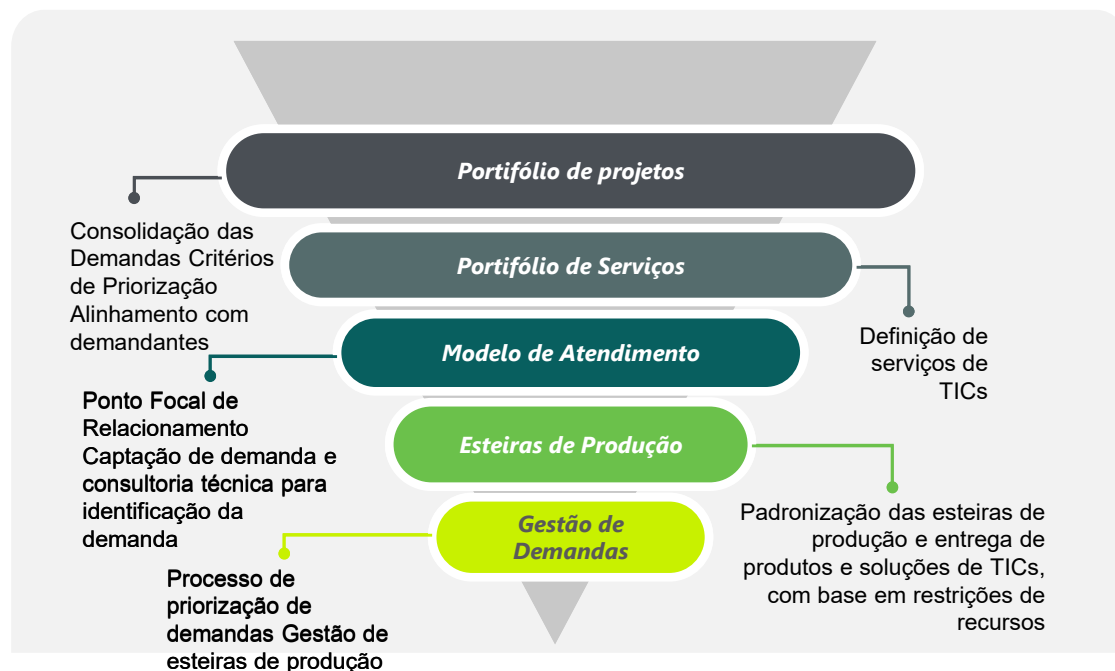 Portifólio de projetos
Consolidação das
Demandas Critérios
de Priorização
Alinhamento com
demandantes
Portifólio de Serviços
Definição de
serviços de
TICs
Modelo de Atendimento
Ponto Focal de
Relacionamento
Captação de demanda e
consultoria técnica para
identificação da
demanda
Esteiras de Produção
Padronização das esteiras de
produção e entrega de
produtos e soluções de TICs,
com base em restrições de
recursos
Gestão de
Demandas
Processo de
priorização de
demandas Gestão de
esteiras de produção